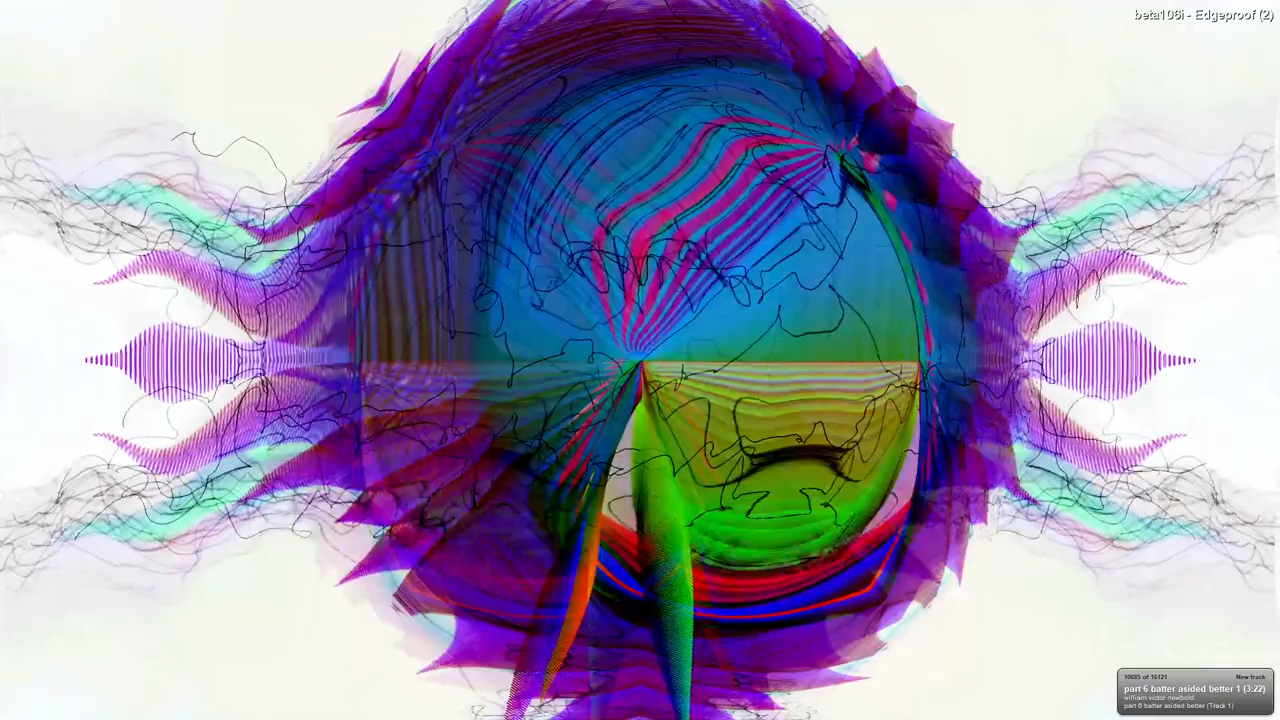 beta106i - Edgeproof (2)
10685 of 16121 New track
part 6 batter asided better 1 (3:22)
william victor newbold
part 6 batter asided better (Track 1)